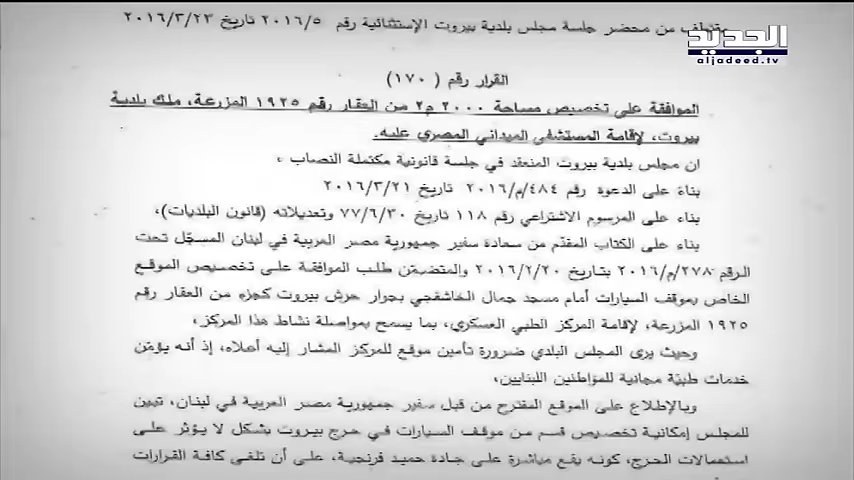 مقتطف من محضر جلسة مجلس بلدية بيروت الإستثنائية رقم ٢٠١٦/٥ تاريخ ٢٠١٦/٣/٢٣
الجديد
aljadeed.tv
القرار رقم ( ١٧٠ )
الموافقة على تخصيص مساحة ٢٠٠٠ م٢ من العقار رقم ١٩٢٥ المزرعة، ملك بلدية
بيروت، لإقامة المستشفى الميداني المصري عليه.
ان مجلس بلدية بيروت المنعقد في جلسة قانونية مكتملة النصاب ،
بناءً على الدعوة رقم ٤٨٤/م/٢٠١٦ تاريخ ٢٠١٦/٣/٢١
بناء على المرسوم الاشتراعي رقم ١١٨ تاريخ ٧٧/٦/٣٠ وتعديلاته (قانون البلديات)،
بناء على الكتاب المقدّم من سعادة سفير جمهورية مصر العربية في لبنان المسجّل تحت
الرقم ٢٧٨/م/٢٠١٦ بتاريخ ٢٠١٦/٢/٢٠ والمتضمّن طلب الموافقة على تخصيص الموقع
الخاص بموقف السيارات أمام مسجد جمال الخاشقجي بجوار حرش بيروت كجزء من العقار رقم
١٩٢٥ المزرعة، لإقامة المركز الطبي العسكري، بما يسمح بمواصلة نشاط هذا المركز،
وحيث يرى المجلس البلدي ضرورة تأمين موقع للمركز المشار إليه أعلاه، إذ أنه يؤمّن
خدمات طبيّة مجانية للمواطنين اللبنانيين،
وبالإطلاع على الموقع المقترح من قبل سفير جمهورية مصر العربية في لبنان، تبين
للمجلس إمكانية تخصيص قسم من موقف السيارات في حرج بيروت بشكل لا يؤثر على
استعمالات الحرج، كونه يقع مباشرة على جادة حميد فرنجية، على أن تلغى كافة القرارات